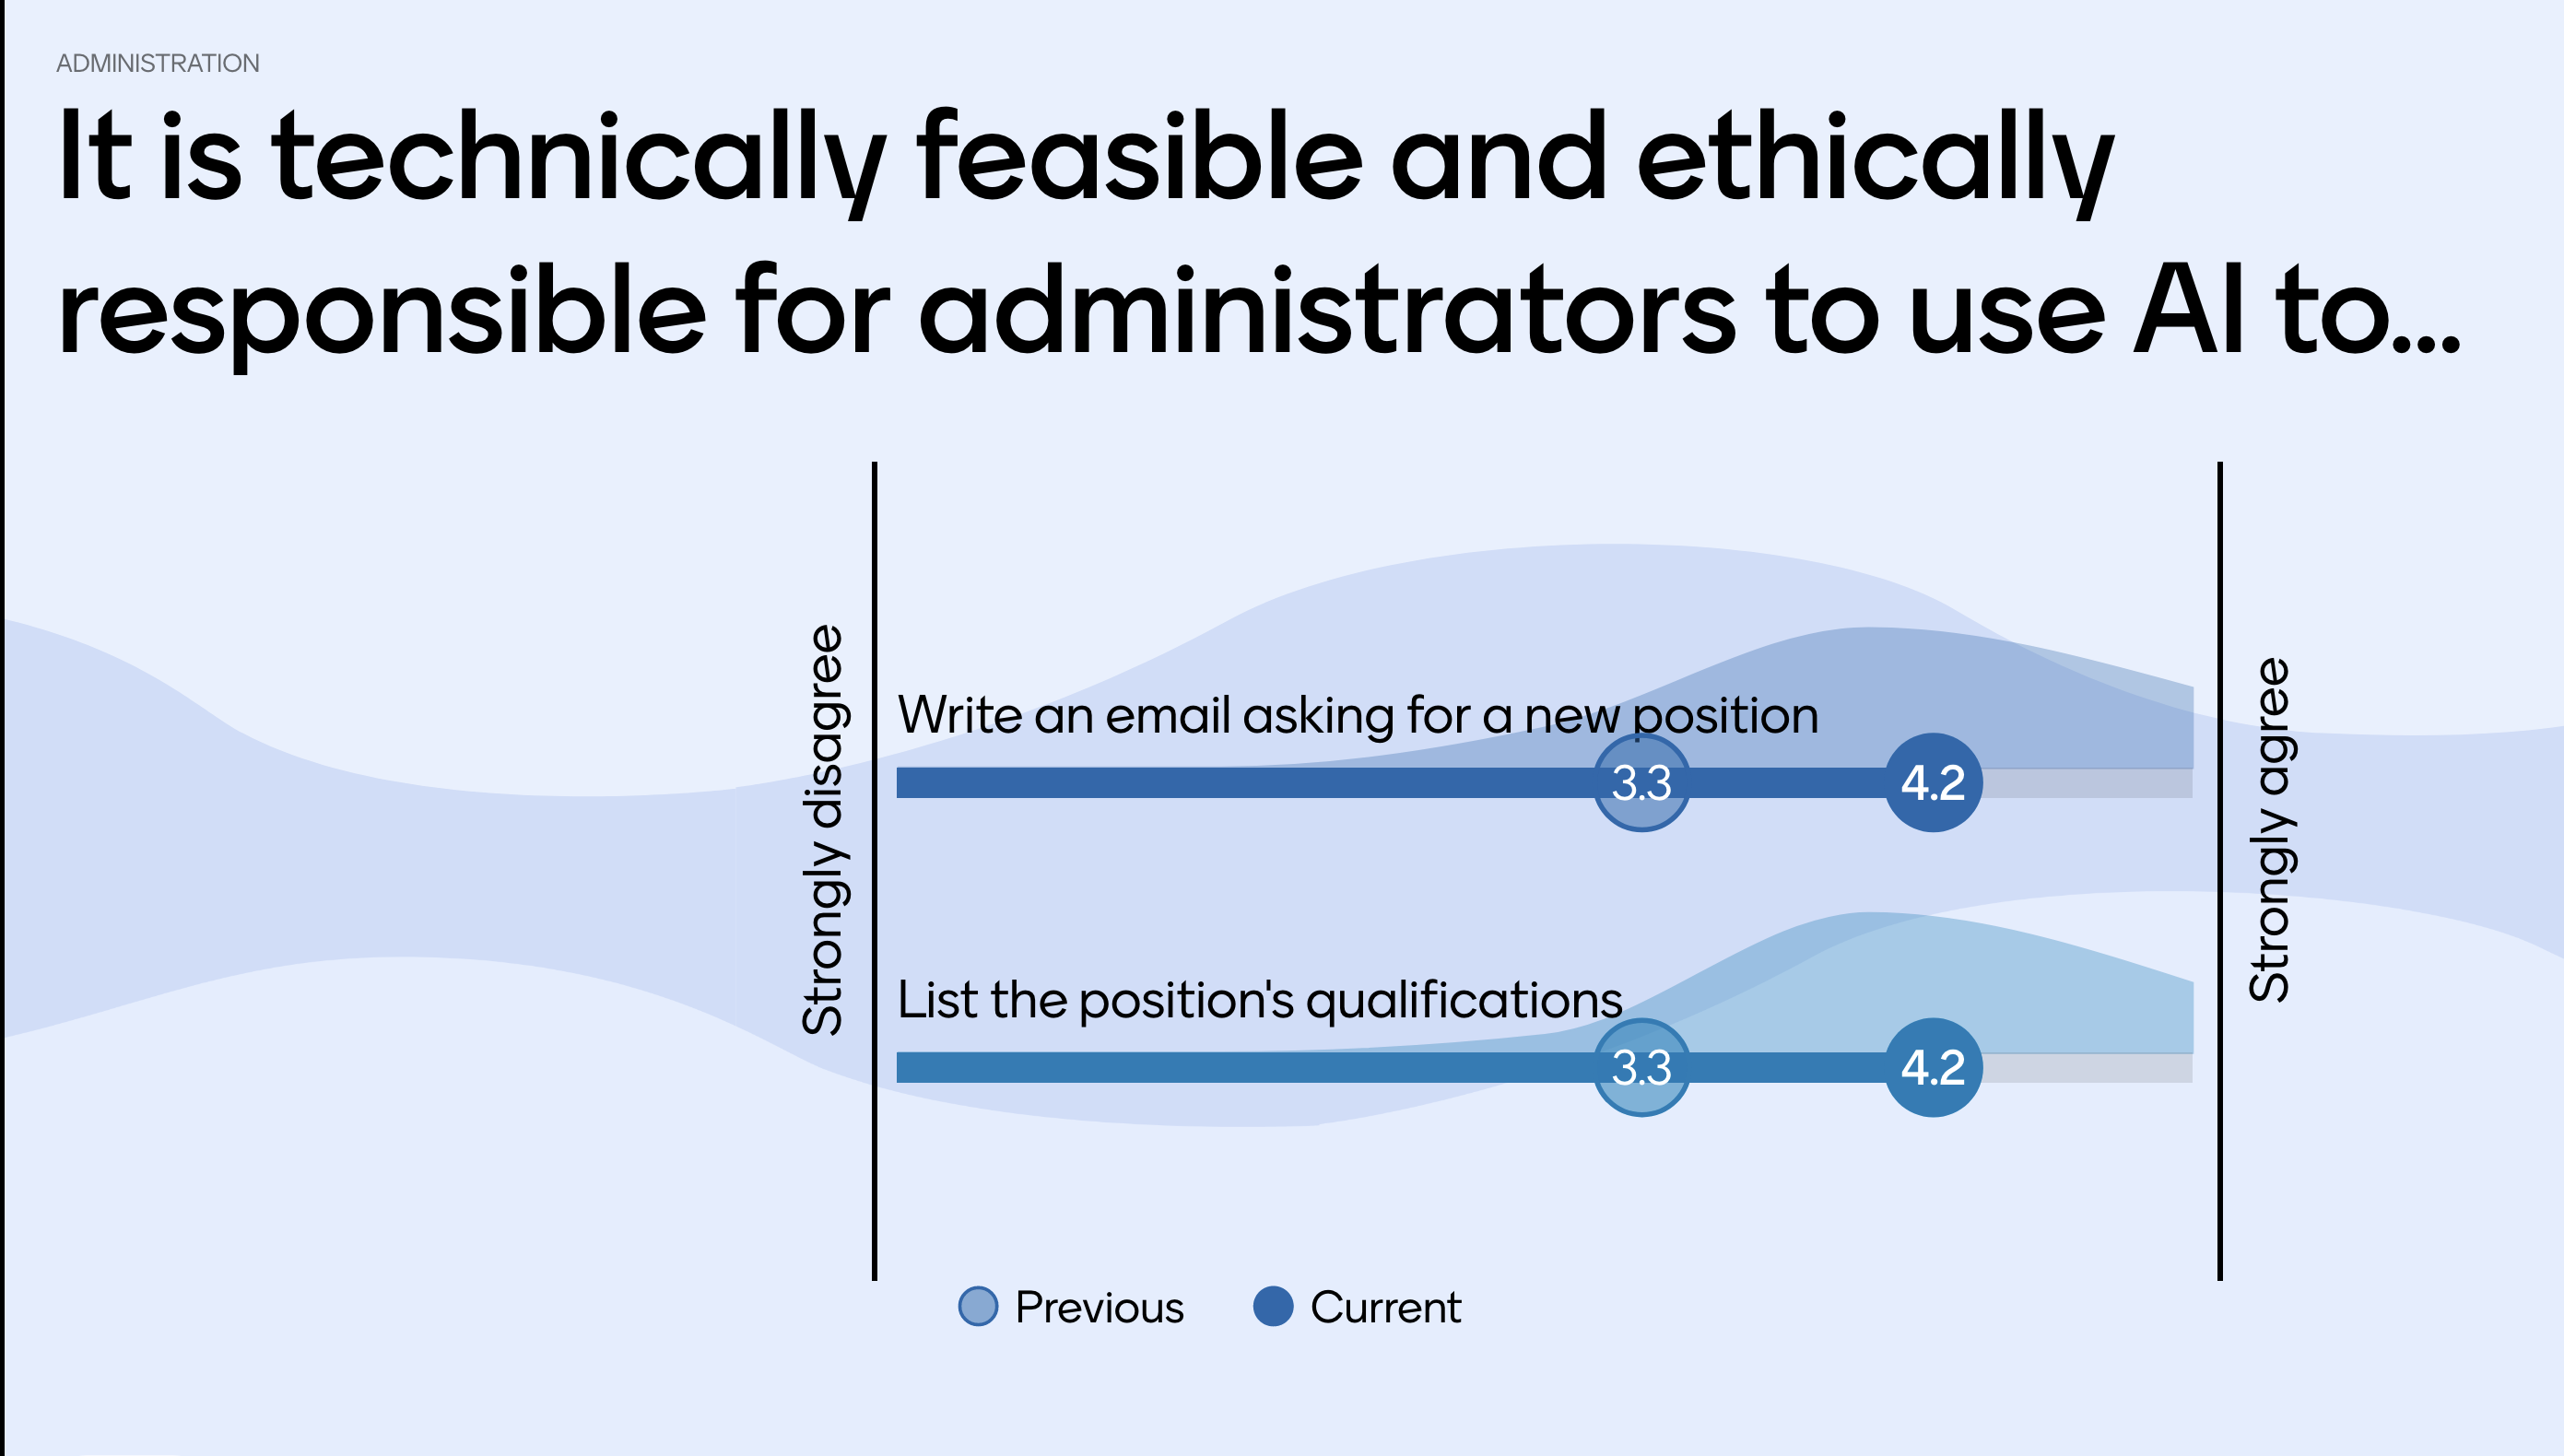 ADMINISTRATION
It is technically feasible and ethically
responsible for administrators to use AI to...
Strongly disagree
Write an email asking for a new position
3.3
4.2
List the position's qualifications
3.3
4.2
Strongly agree
Previous
Current